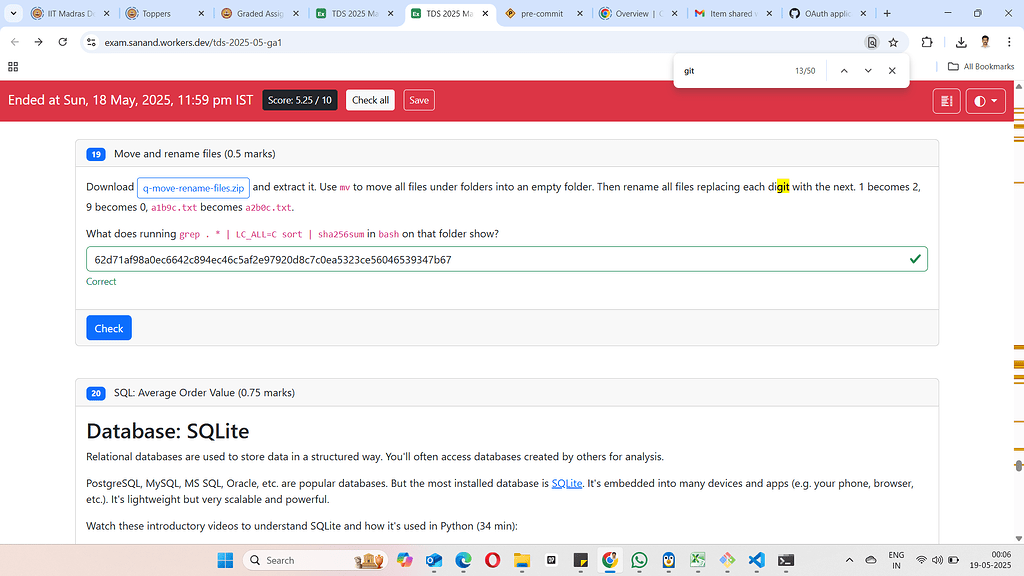 IIT Madras D
Toppers
Graded Assig
TDS 2025 Ma
TDS 2025 Ma
pre-commit
Overview | C
Item shared
OAuth applic
exam.sanand.workers.dev/tds-2025-05-ga1
git
13/50
All Bookmarks
Ended at Sun, 18 May, 2025, 11:59 pm IST
Score: 5.25 / 10
Check all
Save
19
Move and rename files (0.5 marks)
Download q-move-rename-files.zip and extract it. Use mv to move all files under folders into an empty folder. Then rename all files replacing each digit with the next. 1 becomes 2,
9 becomes 0, a1b9c.txt becomes a2b0c.txt.
What does running grep . * | LC_ALL=C sort | sha256sum in bash on that folder show?
62d71af98a0ec6642c894ec46c5af2e97920d8c7c0ea5323ce56046539347b67
Correct
Check
20
SQL: Average Order Value (0.75 marks)
Database: SQLite
Relational databases are used to store data in a structured way. You'll often access databases created by others for analysis.
PostgreSQL, MySQL, MS SQL, Oracle, etc. are popular databases. But the most installed database is SQLite. It's embedded into many devices and apps (e.g. your phone, browser,
etc.). It's lightweight but very scalable and powerful.
Watch these introductory videos to understand SQLite and how it's used in Python (34 min):
Search
ENG
IN
00:06
19-05-2025